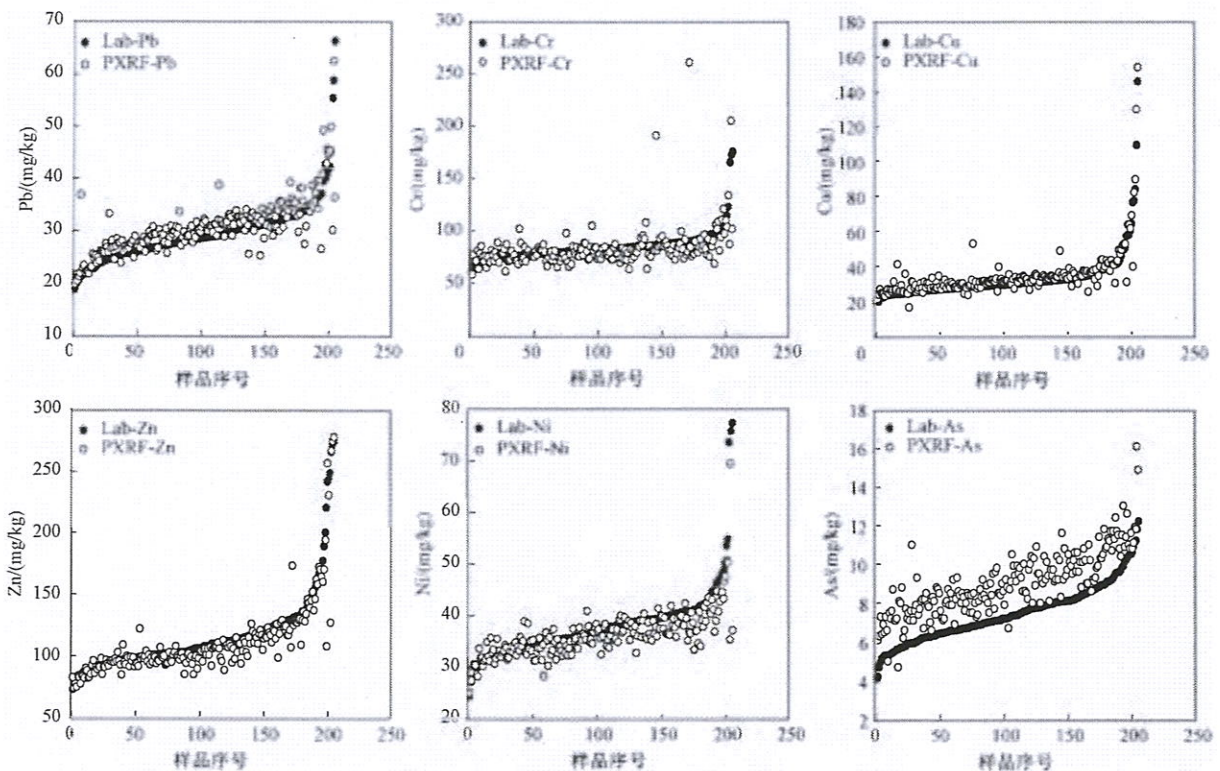 70
60
50
40
30
20
10
Pb/(mg/kg)
Lab-Pb
PXRF-Pb
0 50 100 150 200 250
样品序号
300
250
200
150
100
50
0
Cr/(mg/kg)
Lab-Cr
PXRF-Cr
0 50 100 150 200 250
样品序号
180
160
140
120
100
80
60
40
20
0
Cu/(mg/kg)
Lab-Cu
PXRF-Cu
0 50 100 150 200 250
样品序号
300
250
200
150
100
50
Zn/(mg/kg)
Lab-Zn
PXRF-Zn
0 50 100 150 200 250
样品序号
80
70
60
50
40
30
20
Ni/(mg/kg)
Lab-Ni
PXRF-Ni
0 50 100 150 200 250
样品序号
18
16
14
12
10
8
6
4
2
As/(mg/kg)
Lab-As
PXRF-As
0 50 100 150 200 250
样品序号